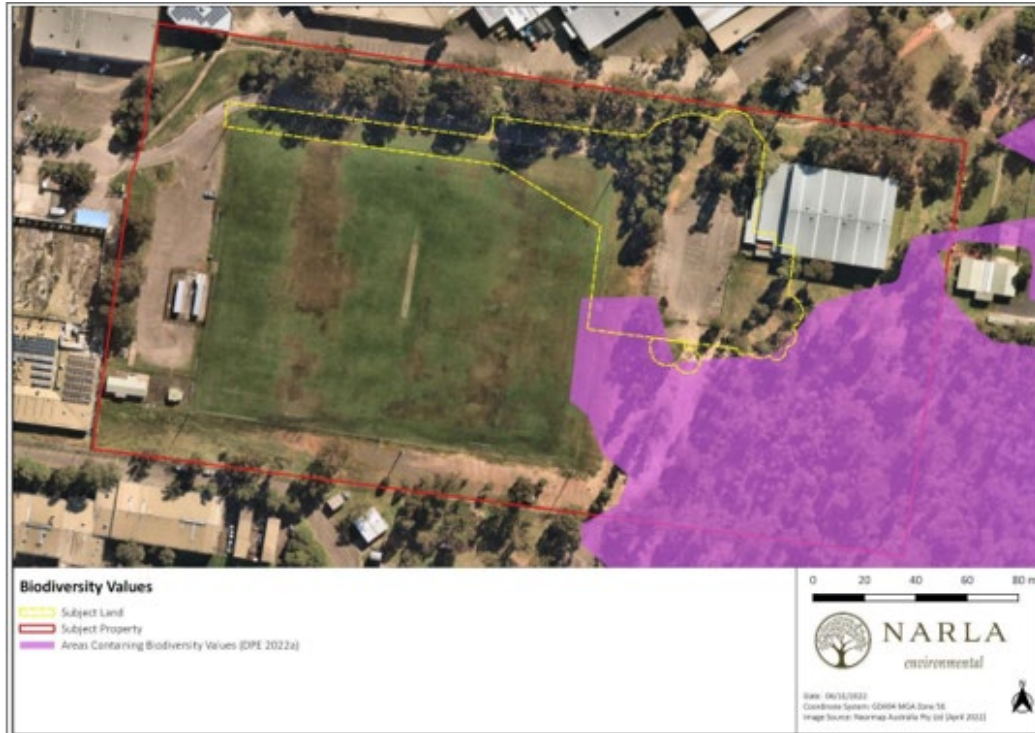 Biodiversity Values
Subject Land
Subject Property
Areas Containing Biodiversity Values (DPE 2022a)
0 20 40 60 80 m
NARLA
environmental
N
Coordinate System: GDA94 MGA Zone 56
Image Source: Nearmap Australia Pty Ltd (April 2022)